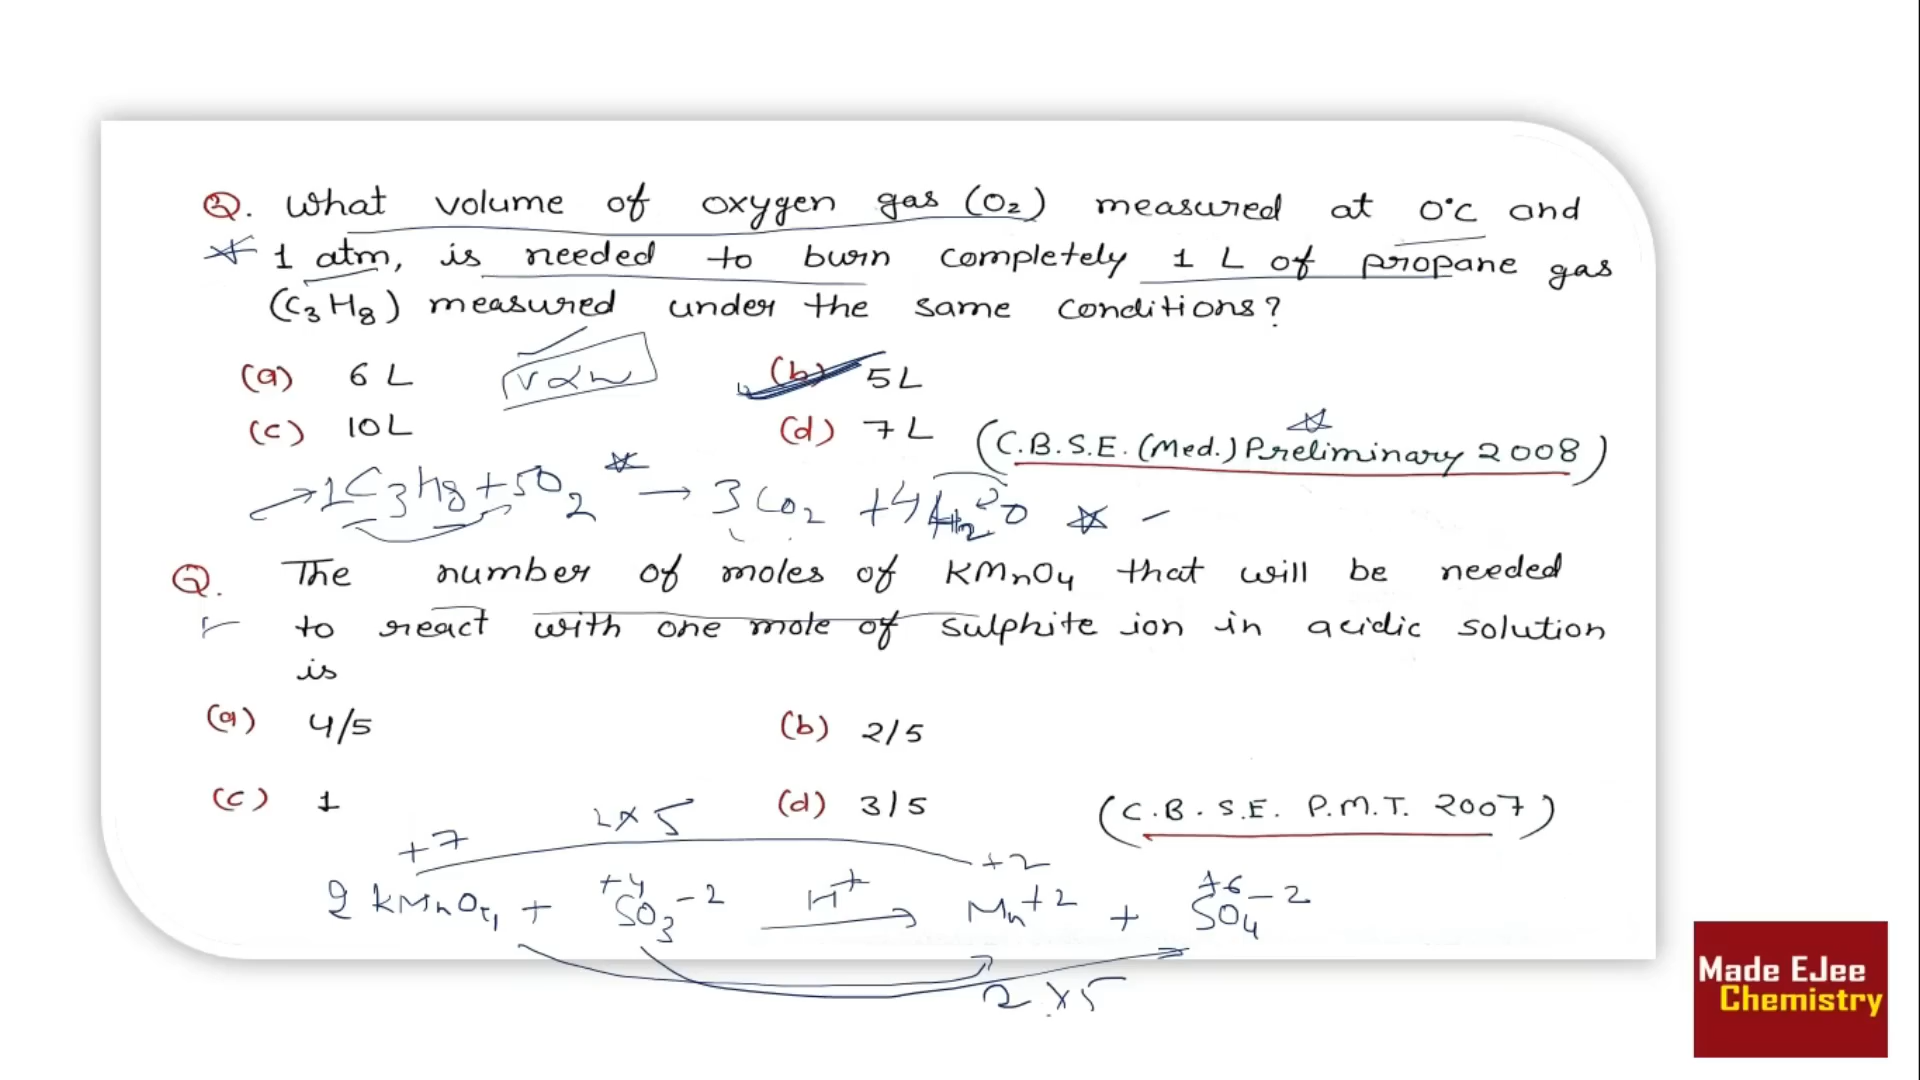 Q. What volume of oxygen gas (O₂) measured at 0°C and
1 atm, is needed to burn completely 1 L of propane gas
(C₃H₈) measured under the same conditions?
(a) 6 L V∝n (b) 5L
(c) 10L (d) 7 L (C.B.S.E. (Med.) Preliminary 2008)
→ 1C₃H₈ + 5O₂ → 3CO₂ + 4H₂O
Q. The number of moles of KMnO₄ that will be needed
to react with one mole of sulphite ion in acidic solution
is
(a) 4/5 (b) 2/5
(c) 1 (d) 3/5 (C.B.S.E. P.M.T. 2007)
+7 ×5 +2
2 KMnO₄ + +4 SO₃⁻² H⁺ → Mn⁺² + +6 SO₄⁻²
2 × 5
Made EJee
Chemistry